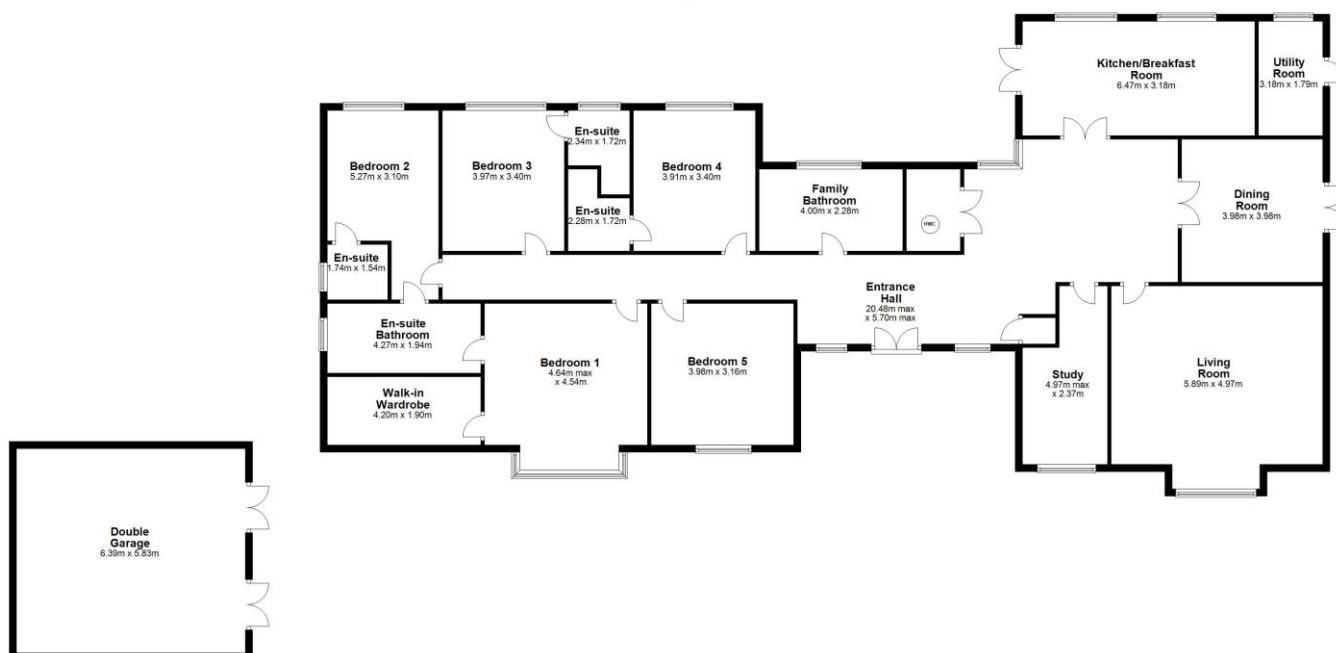 Kitchen/Breakfast
Room
6.47m x 3.18m
Utility
Room
3.18m x 1.79m
Bedroom 2
5.27m x 3.10m
Bedroom 3
3.97m x 3.40m
En-suite
2.34m x 1.72m
Bedroom 4
3.91m x 3.40m
En-suite
2.28m x 1.72m
Family
Bathroom
4.00m x 2.28m
HWC
Dining
Room
3.98m x 3.98m
En-suite
1.74m x 1.54m
Entrance
Hall
20.48m max
x 5.70m max
En-suite
Bathroom
4.27m x 1.94m
Bedroom 1
4.64m max
x 4.54m
Bedroom 5
3.98m x 3.16m
Study
4.97m max
x 2.37m
Living
Room
5.89m x 4.97m
Walk-in
Wardrobe
4.20m x 1.90m
Double
Garage
6.39m x 5.83m